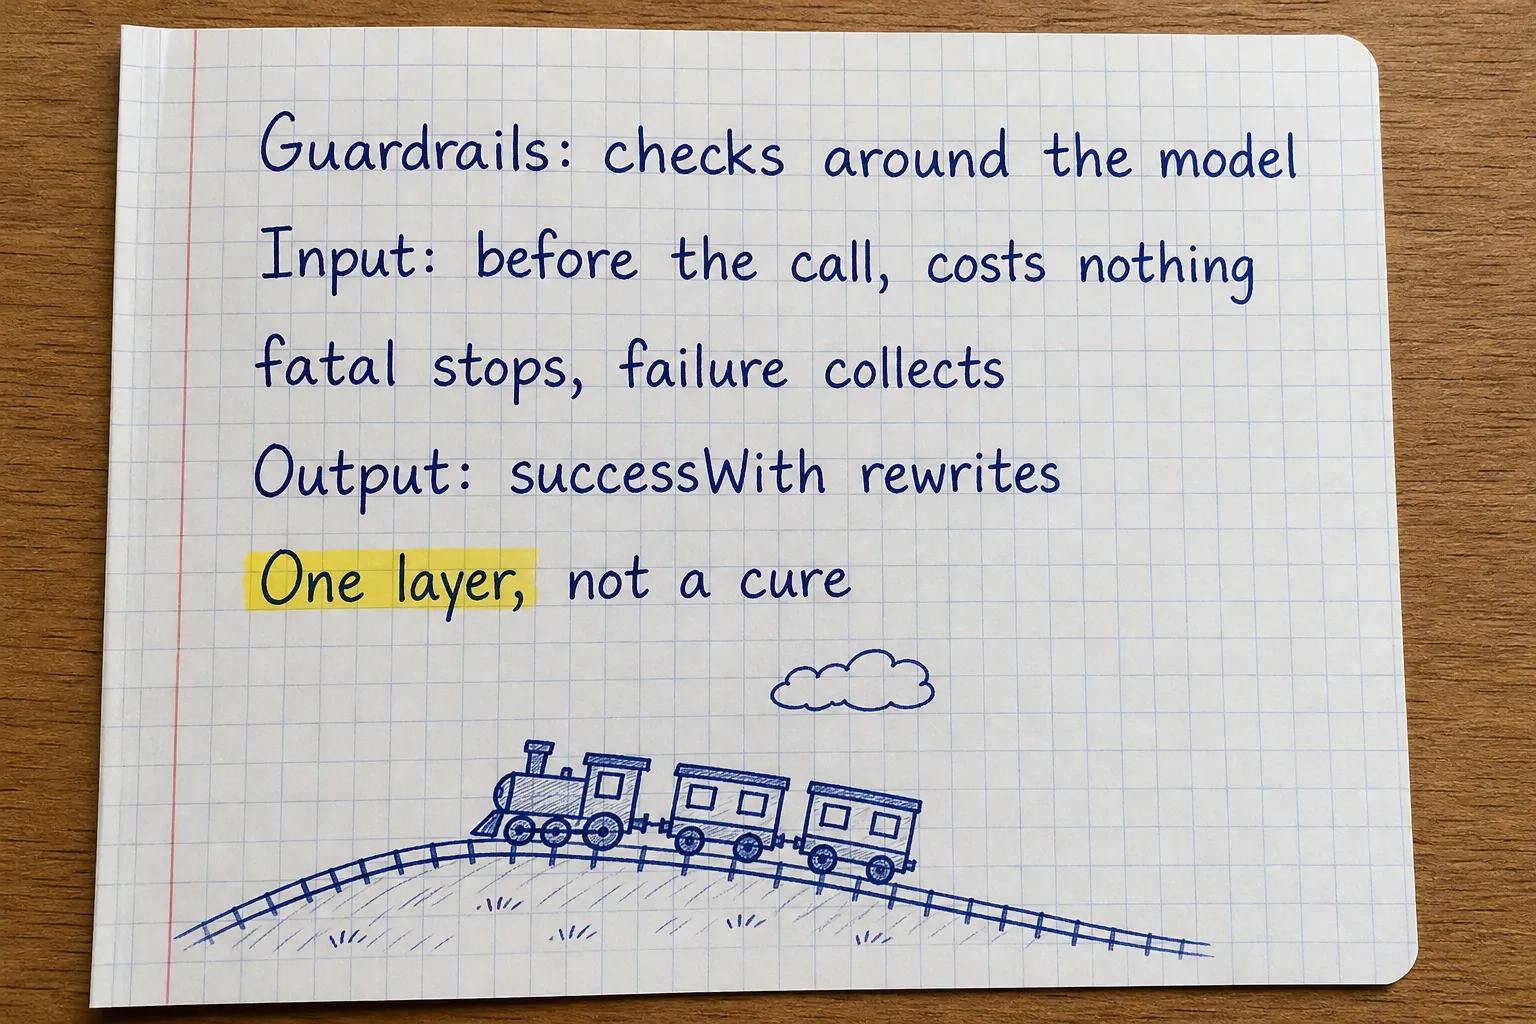 Guardrails: checks around the model
Input: before the call, costs nothing
fatal stops, failure collects
Output: successWith rewrites
One layer, not a cure